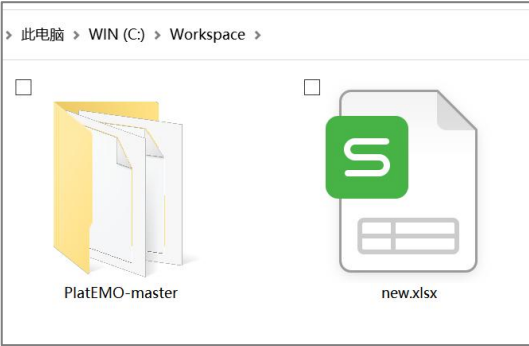 此电脑 > WIN (C:) > Workspace >
PlatEMO-master
new.xlsx